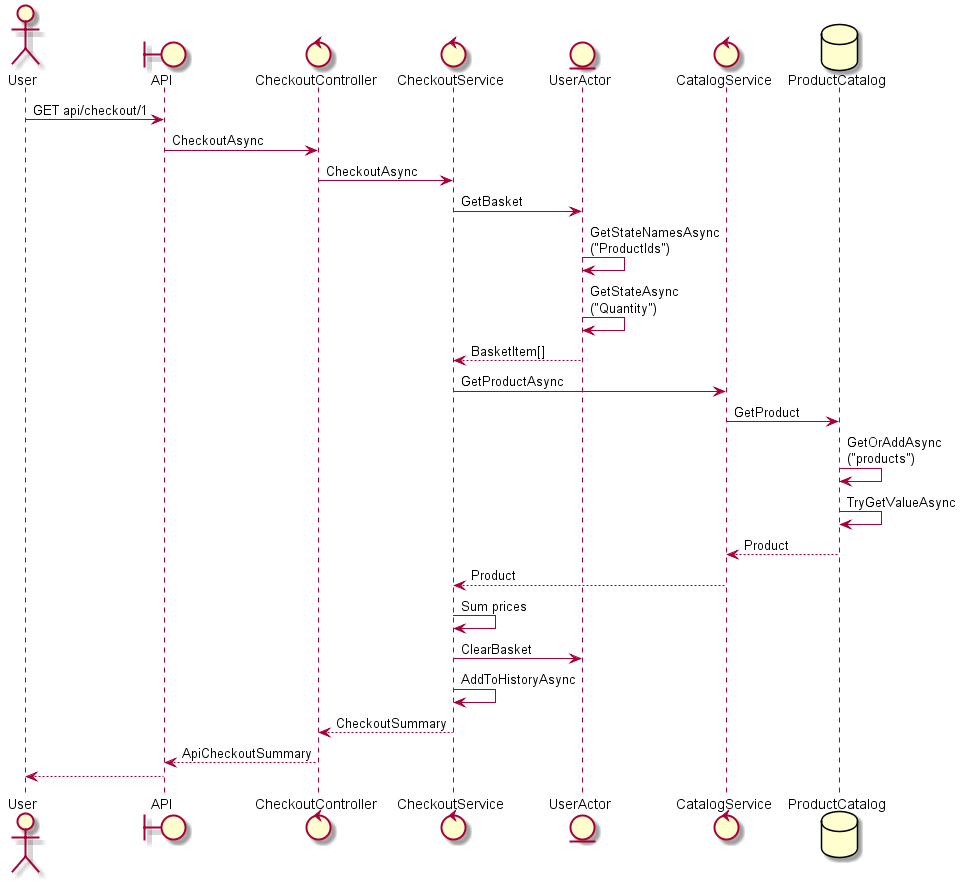 User
API
CheckoutController
CheckoutService
UserActor
CatalogService
ProductCatalog
GET api/checkout/1
CheckoutAsync
CheckoutAsync
GetBasket
GetStateNamesAsync
("ProductIds")
GetStateAsync
("Quantity")
BasketItem[]
GetProductAsync
GetProduct
GetOrAddAsync
("products")
TryGetValueAsync
Product
Product
Sum prices
ClearBasket
AddToHistoryAsync
CheckoutSummary
ApiCheckoutSummary
User
API
CheckoutController
CheckoutService
UserActor
CatalogService
ProductCatalog